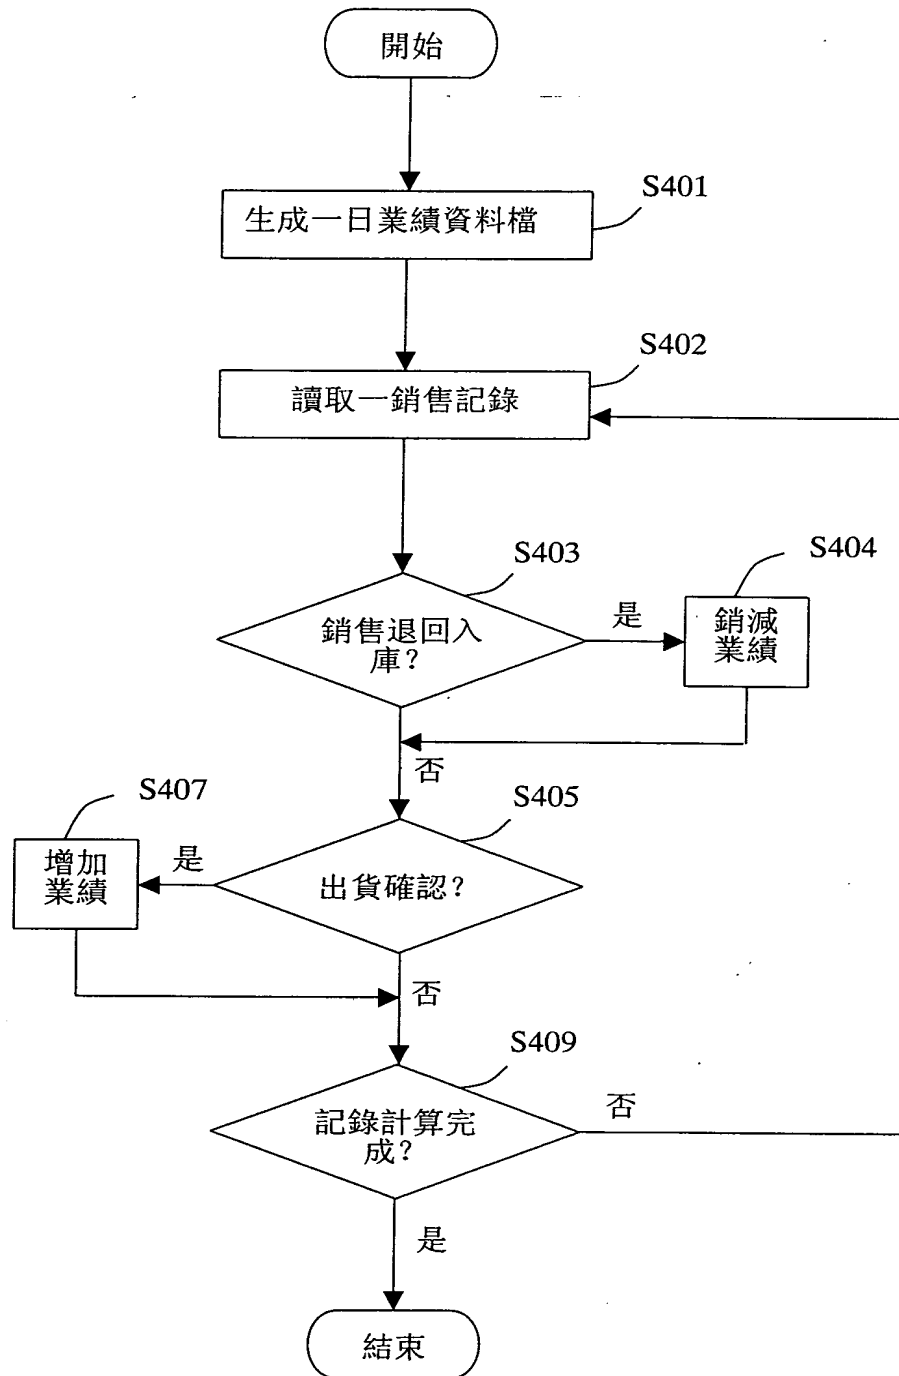 開始
S401
生成一日業績資料檔
S402
讀取一銷售記錄
S403
銷售退回入
庫?
是
S404
銷減
業績
否
S405
出貨確認?
是
S407
增加
業績
否
S409
記錄計算完
成?
否
是
結束